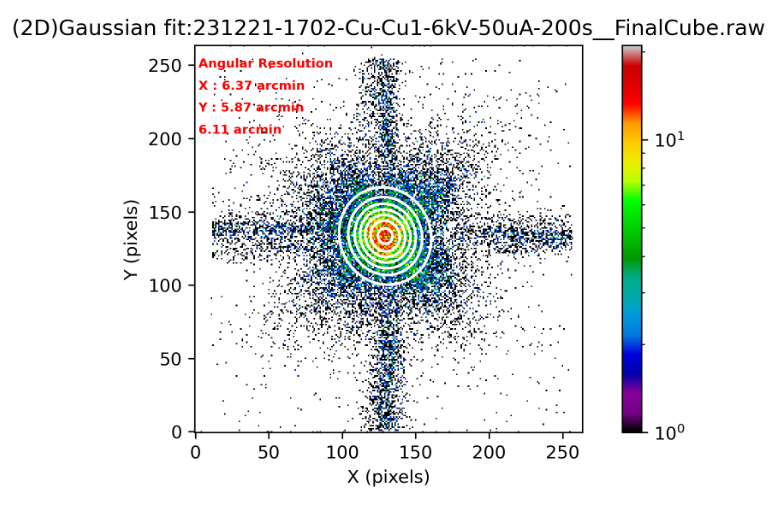 (2D)Gaussian fit:231221-1702-Cu-Cu1-6kV-50uA-200s__FinalCube.raw
Angular Resolution
X : 6.37 arcmin
Y : 5.87 arcmin
6.11 arcmin
250
200
150
100
50
0
Y (pixels)
0 50 100 150 200 250
X (pixels)
10¹
10⁰